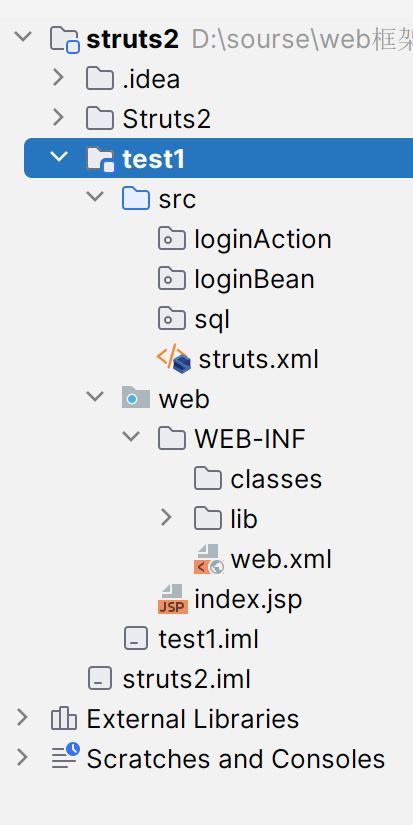 struts2 D:\sourse\web框架
.idea
Struts2
test1
src
loginAction
loginBean
sql
struts.xml
web
WEB-INF
classes
lib
web.xml
JSP index.jsp
test1.iml
struts2.iml
External Libraries
Scratches and Consoles